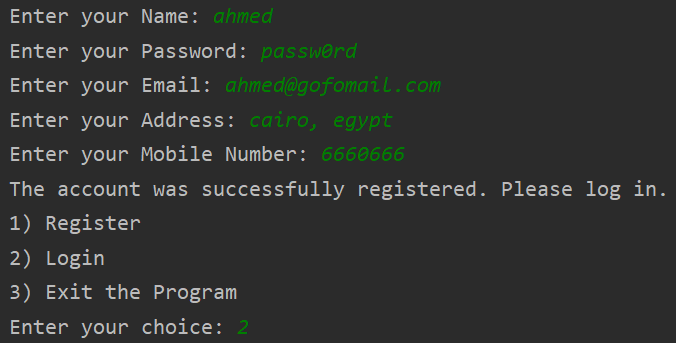 Enter your Name: ahmed
Enter your Password: passw0rd
Enter your Email: ahmed@gofomail.com
Enter your Address: cairo, egypt
Enter your Mobile Number: 6660666
The account was successfully registered. Please log in.
1) Register
2) Login
3) Exit the Program
Enter your choice: 2